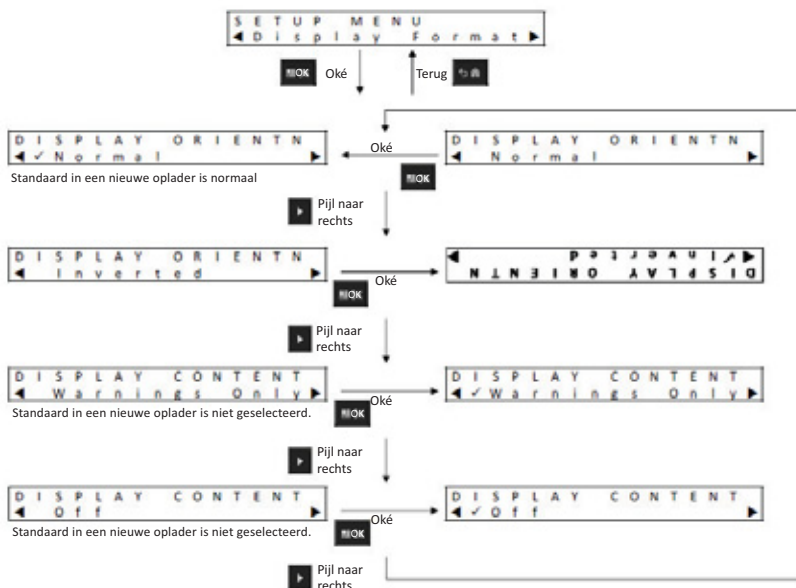 SETUP MENU
◀ Display Format ▶
OK Oké
Terug
DISPLAY ORIENTN
◀ ✓ Normal ▶
Oké
OK
DISPLAY ORIENTN
◀ Normal ▶
Standaard in een nieuwe oplader is normaal
Pijl naar
rechts
DISPLAY ORIENTN
◀ Inverted ▶
Oké
OK
DISPLAY ORIENTN
◀ ✓ Inverted ▶
Pijl naar
rechts
DISPLAY CONTENT
◀ Warnings Only ▶
Oké
OK
DISPLAY CONTENT
◀ ✓ Warnings Only ▶
Standaard in een nieuwe oplader is niet geselecteerd.
Pijl naar
rechts
DISPLAY CONTENT
◀ Off ▶
Oké
OK
DISPLAY CONTENT
◀ ✓ Off ▶
Standaard in een nieuwe oplader is niet geselecteerd.
Pijl naar
rechts